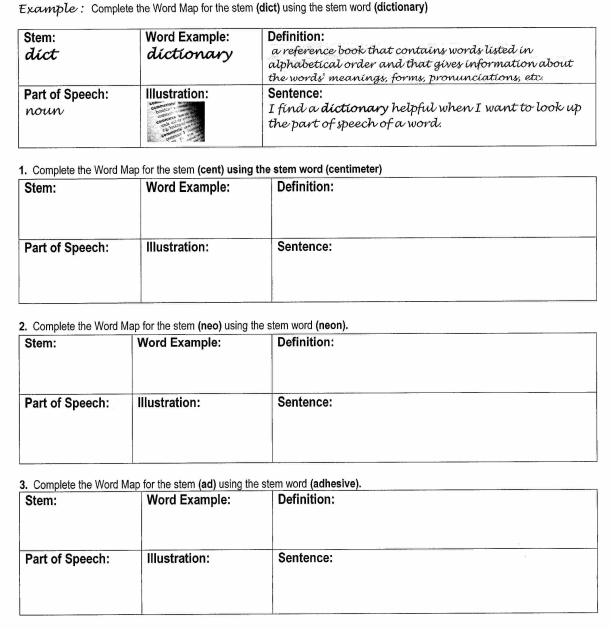 Example : Complete the Word Map for the stem (dict) using the stem word (dictionary)
Stem:
dict
Word Example:
dictionary
Definition:
a reference book that contains words listed in
alphabetical order and that gives information about
the words' meanings, forms, pronunciations, etc.
Part of Speech:
noun
Illustration:
Sentence:
I find a dictionary helpful when I want to look up
the part of speech of a word.
1. Complete the Word Map for the stem (cent) using the stem word (centimeter)
Stem:
Word Example:
Definition:
Part of Speech:
Illustration:
Sentence:
2. Complete the Word Map for the stem (neo) using the stem word (neon).
Stem:
Word Example:
Definition:
Part of Speech:
Illustration:
Sentence:
3. Complete the Word Map for the stem (ad) using the stem word (adhesive).
Stem:
Word Example:
Definition:
Part of Speech:
Illustration:
Sentence: